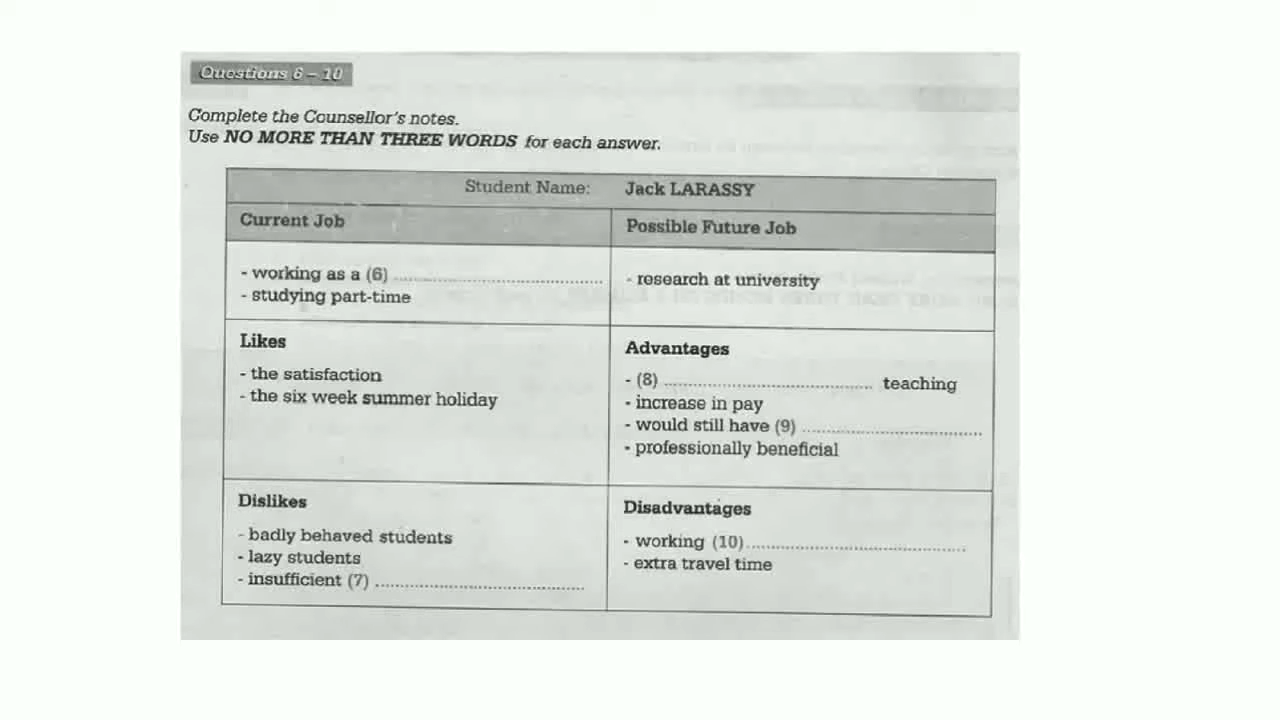 Questions 6 – 10
Complete the Counsellor's notes.
Use NO MORE THAN THREE WORDS for each answer.
Student Name: Jack LARASSY
Current Job
Possible Future Job
- working as a (6) ........................................
- studying part-time
- research at university
Likes
- the satisfaction
- the six week summer holiday
Advantages
- (8) ........................................ teaching
- increase in pay
- would still have (9) ........................................
- professionally beneficial
Dislikes
- badly behaved students
- lazy students
- insufficient (7) ........................................
Disadvantages
- working (10) ........................................
- extra travel time